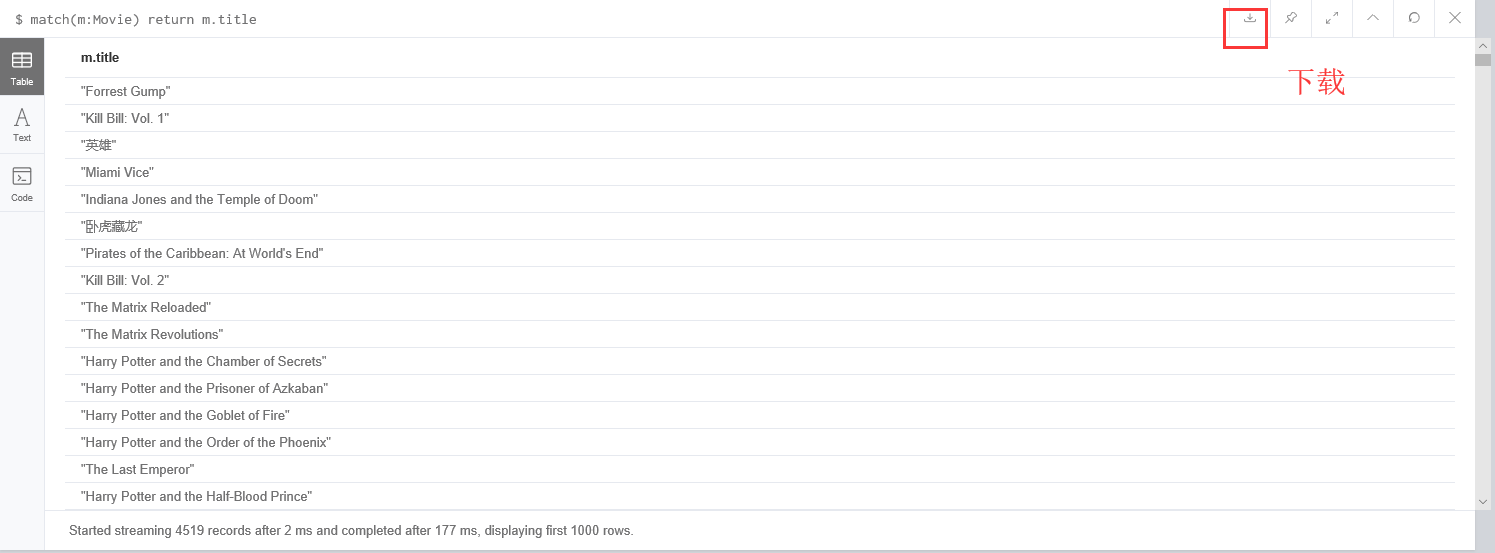 $ match(m:Movie) return m.title
下载
Table
Text
Code
m.title
"Forrest Gump"
"Kill Bill: Vol. 1"
"英雄"
"Miami Vice"
"Indiana Jones and the Temple of Doom"
"卧虎藏龙"
"Pirates of the Caribbean: At World's End"
"Kill Bill: Vol. 2"
"The Matrix Reloaded"
"The Matrix Revolutions"
"Harry Potter and the Chamber of Secrets"
"Harry Potter and the Prisoner of Azkaban"
"Harry Potter and the Goblet of Fire"
"Harry Potter and the Order of the Phoenix"
"The Last Emperor"
"Harry Potter and the Half-Blood Prince"
Started streaming 4519 records after 2 ms and completed after 177 ms, displaying first 1000 rows.